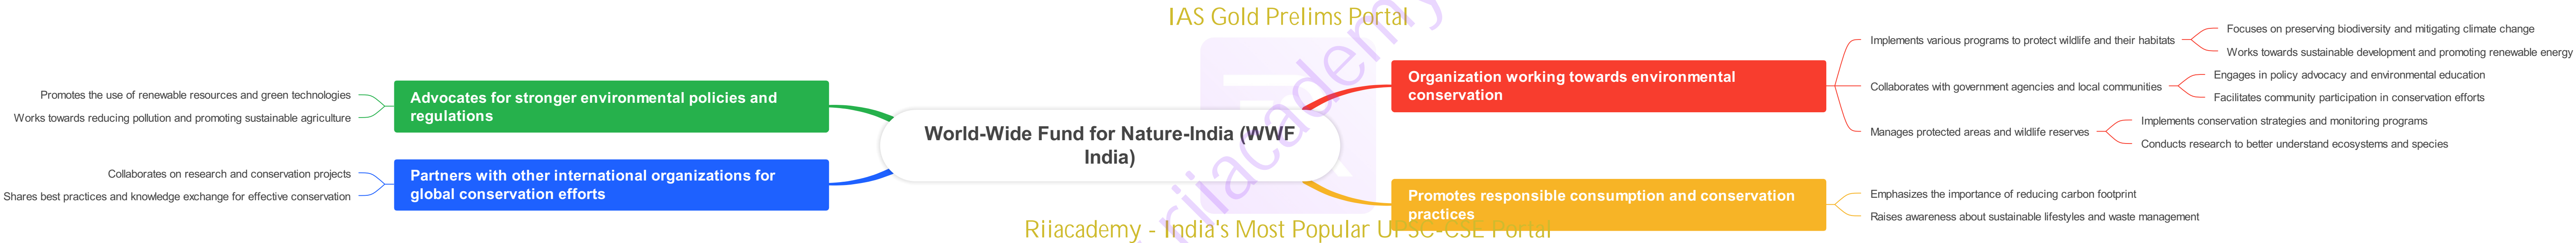 IAS Gold Prelims Portal
World-Wide Fund for Nature-India (WWF
India)
Organization working towards environmental
conservation
Implements various programs to protect wildlife and their habitats
Focuses on preserving biodiversity and mitigating climate change
Works towards sustainable development and promoting renewable energy
Collaborates with government agencies and local communities
Engages in policy advocacy and environmental education
Facilitates community participation in conservation efforts
Manages protected areas and wildlife reserves
Implements conservation strategies and monitoring programs
Conducts research to better understand ecosystems and species
Promotes responsible consumption and conservation
practices
Emphasizes the importance of reducing carbon footprint
Raises awareness about sustainable lifestyles and waste management
Advocates for stronger environmental policies and
regulations
Promotes the use of renewable resources and green technologies
Works towards reducing pollution and promoting sustainable agriculture
Partners with other international organizations for
global conservation efforts
Collaborates on research and conservation projects
Shares best practices and knowledge exchange for effective conservation
riiacademy
Riiacademy - India's Most Popular UPSC-CSE Portal